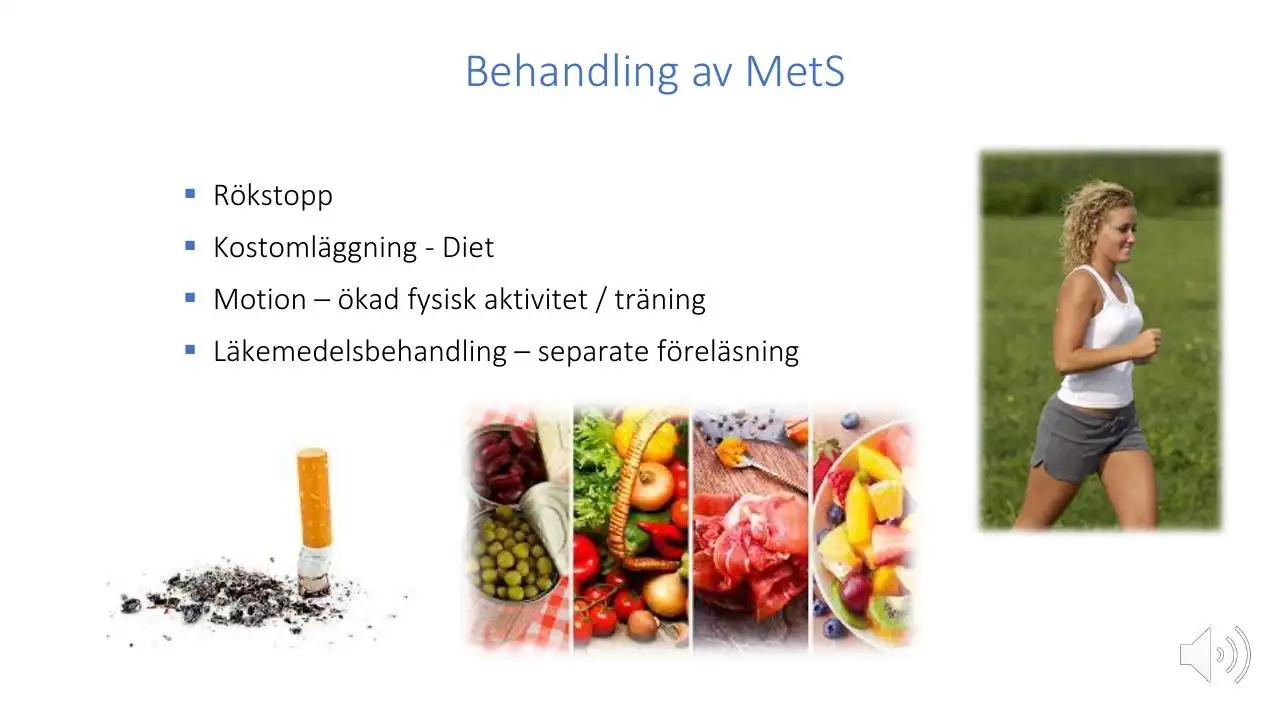 Behandling av MetS
▪ Rökstopp
▪ Kostomläggning - Diet
▪ Motion – ökad fysisk aktivitet / träning
▪ Läkemedelsbehandling – separate föreläsning